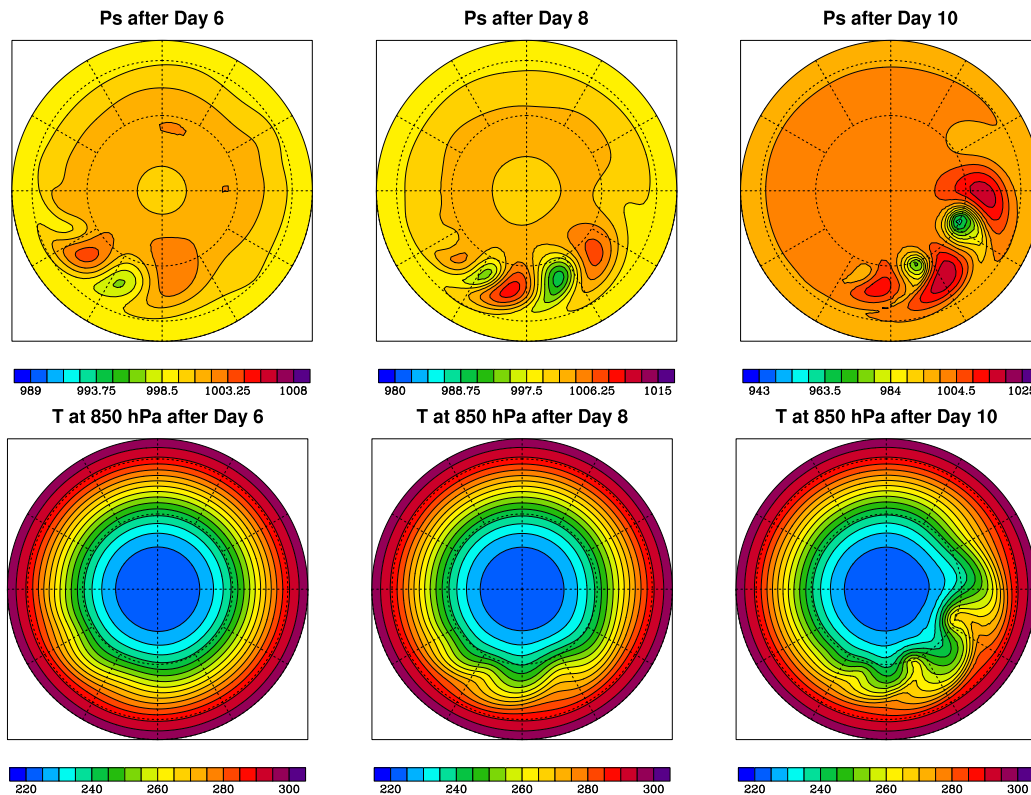 Ps after Day 6
Ps after Day 8
Ps after Day 10
989 993.75 998.5 1003.25 1008
980 988.75 997.5 1006.25 1015
943 963.5 984 1004.5
T at 850 hPa after Day 6
T at 850 hPa after Day 8
T at 850 hPa after Day 10
220 240 260 280 300
220 240 260 280 300
220 240 260 280 300